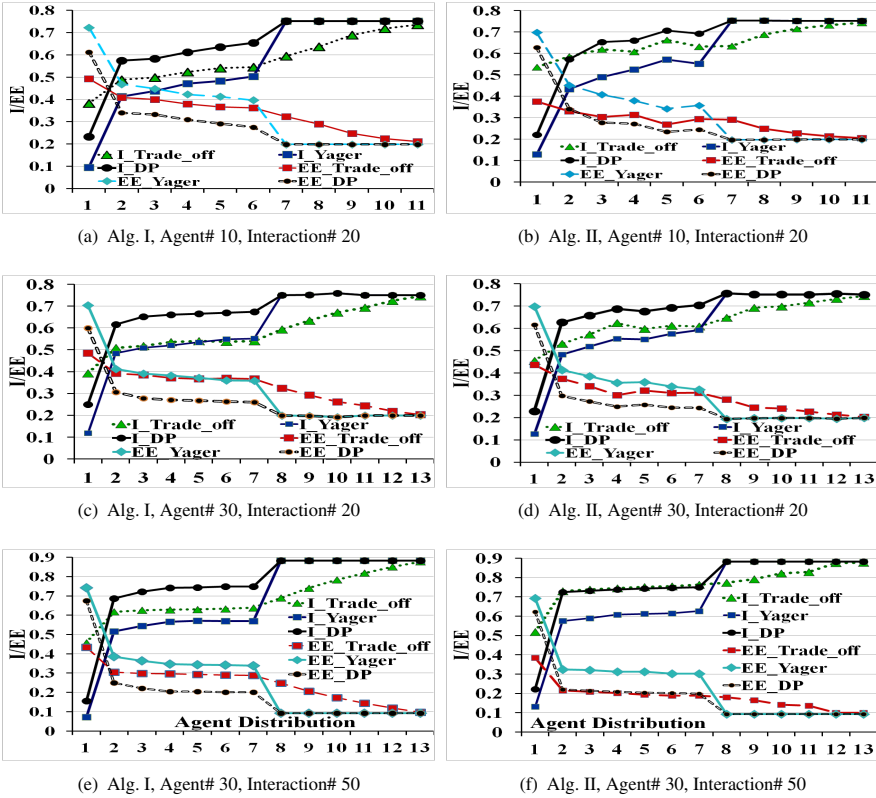 0.8
0.7
0.6
0.5
0.4
0.3
0.2
0.1
0
I/EE
I_Trade_off
I_Yager
I_DP
EE_Trade_off
EE_Yager
EE_DP
1 2 3 4 5 6 7 8 9 10 11
(a) Alg. I, Agent# 10, Interaction# 20
0.8
0.7
0.6
0.5
0.4
0.3
0.2
0.1
0
I/EE
I_Trade_off
I_Yager
I_DP
EE_Trade_off
EE_Yager
EE_DP
1 2 3 4 5 6 7 8 9 10 11
(b) Alg. II, Agent# 10, Interaction# 20
0.8
0.7
0.6
0.5
0.4
0.3
0.2
0.1
0
I/EE
I_Trade_off
I_Yager
I_DP
EE_Trade_off
EE_Yager
EE_DP
1 2 3 4 5 6 7 8 9 10 11 12 13
(c) Alg. I, Agent# 30, Interaction# 20
0.8
0.7
0.6
0.5
0.4
0.3
0.2
0.1
0
I/EE
I_Trade_off
I_Yager
I_DP
EE_Trade_off
EE_Yager
EE_DP
1 2 3 4 5 6 7 8 9 10 11 12 13
(d) Alg. II, Agent# 30, Interaction# 20
0.9
0.8
0.7
0.6
0.5
0.4
0.3
0.2
0.1
0
I/EE
I_Trade_off
I_Yager
I_DP
EE_Trade_off
EE_Yager
EE_DP
Agent Distribution
1 2 3 4 5 6 7 8 9 10 11 12 13
(e) Alg. I, Agent# 30, Interaction# 50
0.9
0.8
0.7
0.6
0.5
0.4
0.3
0.2
0.1
0
I/EE
I_Trade_off
I_Yager
I_DP
EE_Trade_off
EE_Yager
EE_DP
Agent Distribution
1 2 3 4 5 6 7 8 9 10 11 12 13
(f) Alg. II, Agent# 30, Interaction# 50